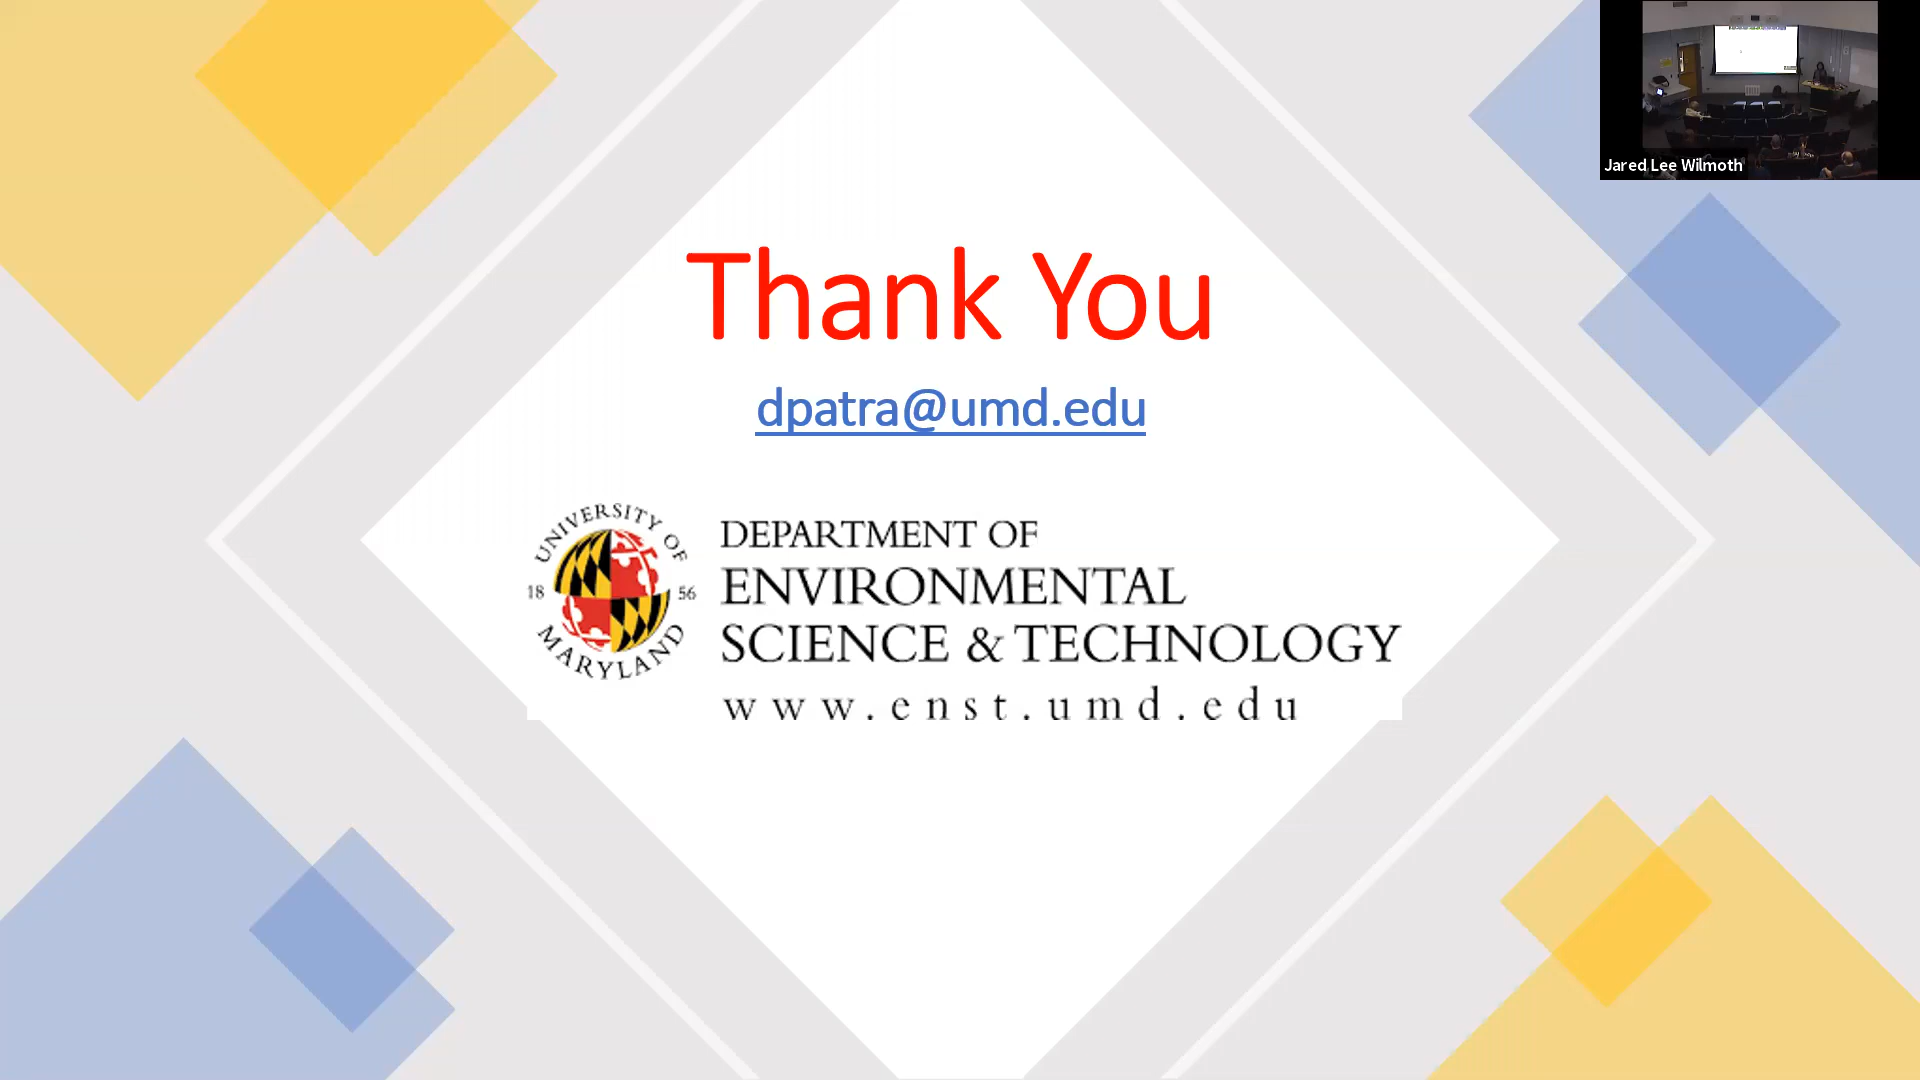 Thank You
dpatra@umd.edu
UNIVERSITY OF
18 56
MARYLAND
DEPARTMENT OF
ENVIRONMENTAL
SCIENCE & TECHNOLOGY
www.enst.umd.edu
Jared Lee Wilmoth